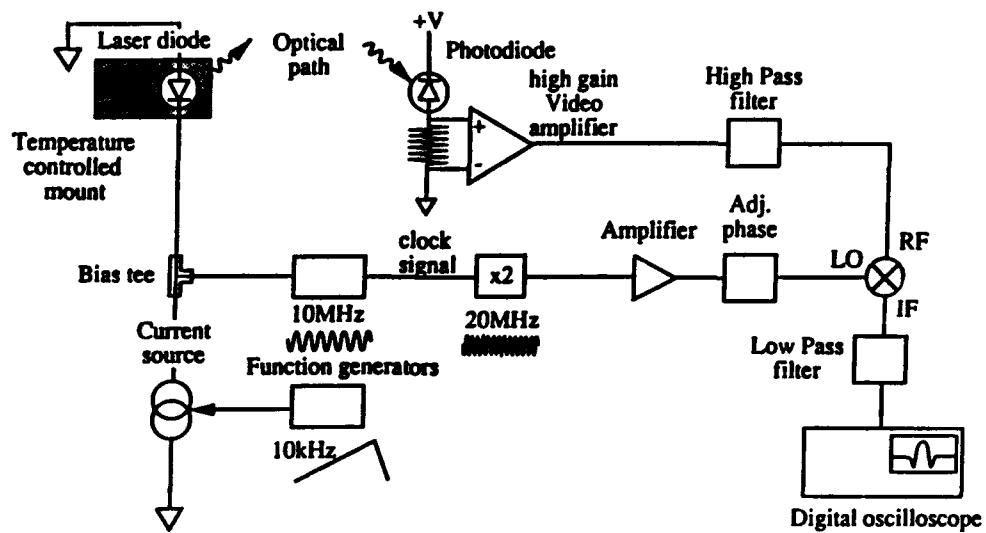 Laser diode
Temperature
controlled
mount
Optical
path
+V
Photodiode
high gain
Video
amplifier
+
-
High Pass
filter
Bias tee
10MHz
clock
signal
x2
20MHz
Amplifier
Adj.
phase
LO
RF
IF
Current
source
Function generators
10kHz
Low Pass
filter
Digital oscilloscope